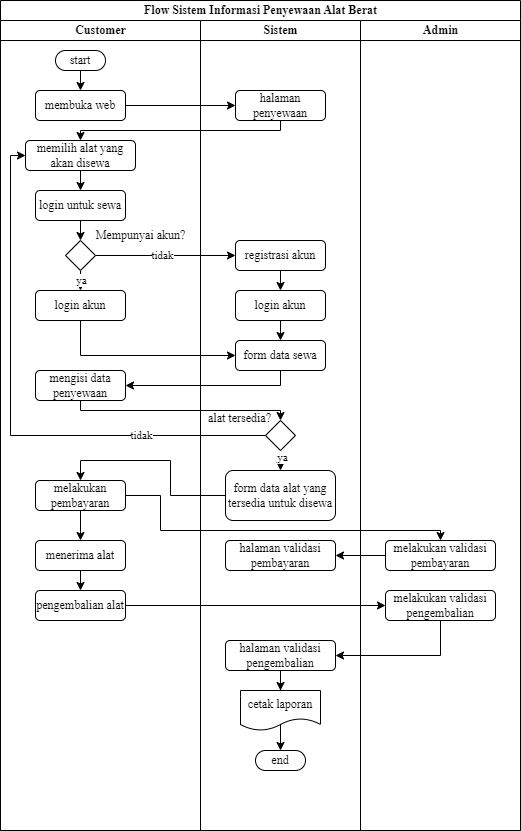 Flow Sistem Informasi Penyewaan Alat Berat
Customer
Sistem
Admin
start
membuka web
halaman
penyewaan
memilih alat yang
akan disewa
login untuk sewa
Mempunyai akun?
tidak
registrasi akun
ya
login akun
login akun
form data sewa
mengisi data
penyewaan
alat tersedia?
tidak
ya
melakukan
pembayaran
form data alat yang
tersedia untuk disewa
menerima alat
halaman validasi
pembayaran
melakukan validasi
pembayaran
pengembalian alat
melakukan validasi
pengembalian
halaman validasi
pengembalian
cetak laporan
end